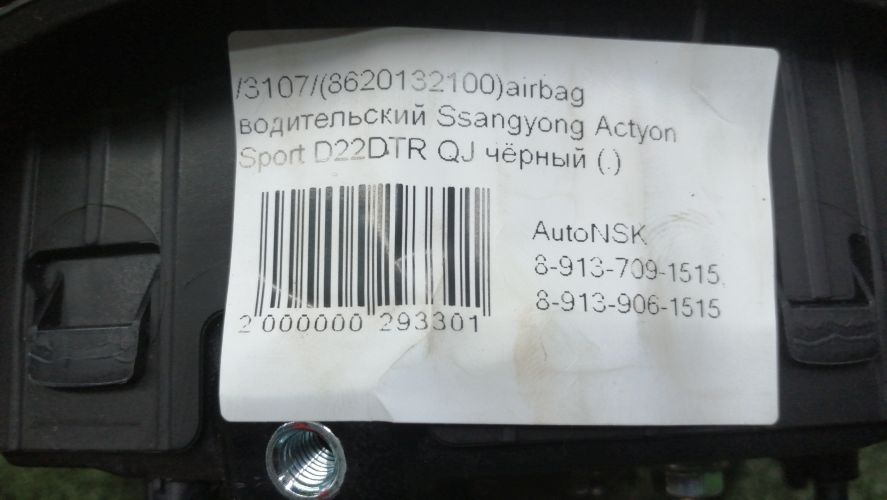 /3107/(8620132100)airbag
водительский Ssangyong Actyon
Sport D22DTR QJ чёрный (.)
AutoNSK
8-913-709-1515,
8-913-906-1515
2 000000 293301